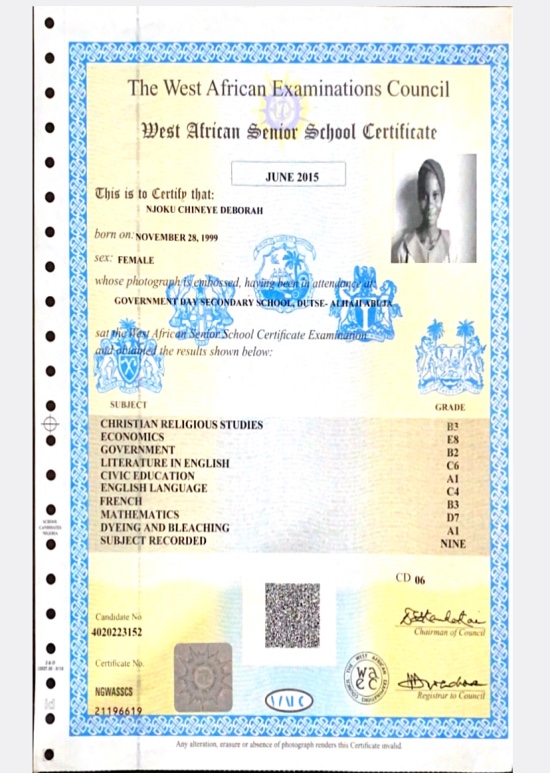 The West African Examinations Council
West African Senior School Certificate
JUNE 2015
This is to Certify that:
NJOKU CHINEYE DEBORAH
born on: NOVEMBER 28, 1999
sex: FEMALE
whose photograph is embossed, having been in attendance at
GOVERNMENT DAY SECONDARY SCHOOL, DUTSE- ALHAJI ABUJA
sat the West African Senior School Certificate Examination
and obtained the results shown below:
SUBJECT GRADE
CHRISTIAN RELIGIOUS STUDIES B3
ECONOMICS E8
GOVERNMENT B2
LITERATURE IN ENGLISH C6
CIVIC EDUCATION A1
ENGLISH LANGUAGE C4
FRENCH B3
MATHEMATICS D7
DYEING AND BLEACHING A1
SUBJECT RECORDED NINE
SCHOOL
CANDIDATES
NIGERIA
CD 06
Candidate No
4020223152
Chairman of Council
Certificate No.
NGWASSCS
21196619
waec
WAEC
Registrar to Council
Any alteration, erasure or absence of photograph renders this Certificate invalid.